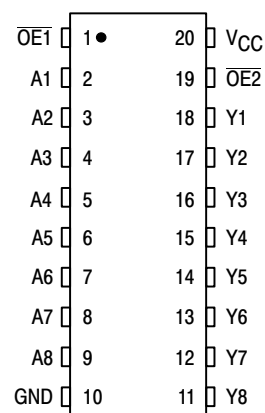 OE1 1 20 VCC
A1 2 19 OE2
A2 3 18 Y1
A3 4 17 Y2
A4 5 16 Y3
A5 6 15 Y4
A6 7 14 Y5
A7 8 13 Y6
A8 9 12 Y7
GND 10 11 Y8